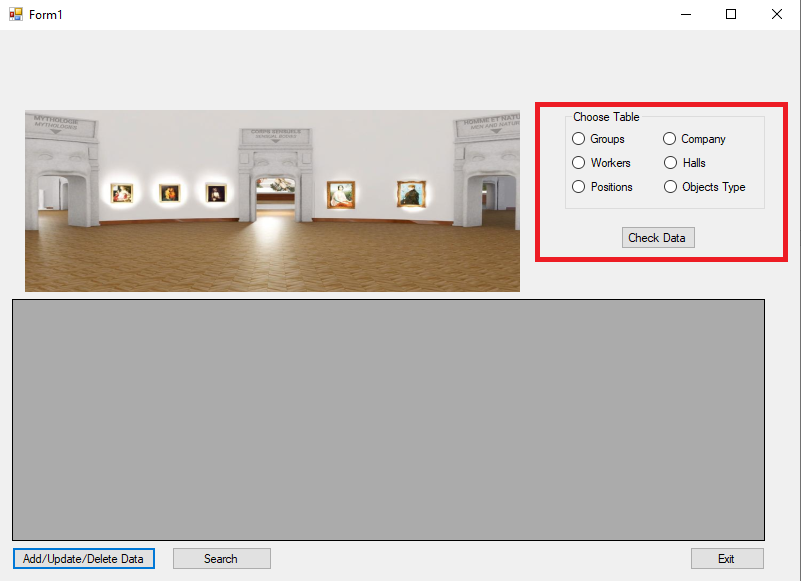 Form1
MYTHOLOGIE
MYTHOLOGIES
CORPS SENSUELS
SENSUAL BODIES
HOMME ET NATU
MEN AND NATUR
Choose Table
Groups
Company
Workers
Halls
Positions
Objects Type
Check Data
Add/Update/Delete Data
Search
Exit